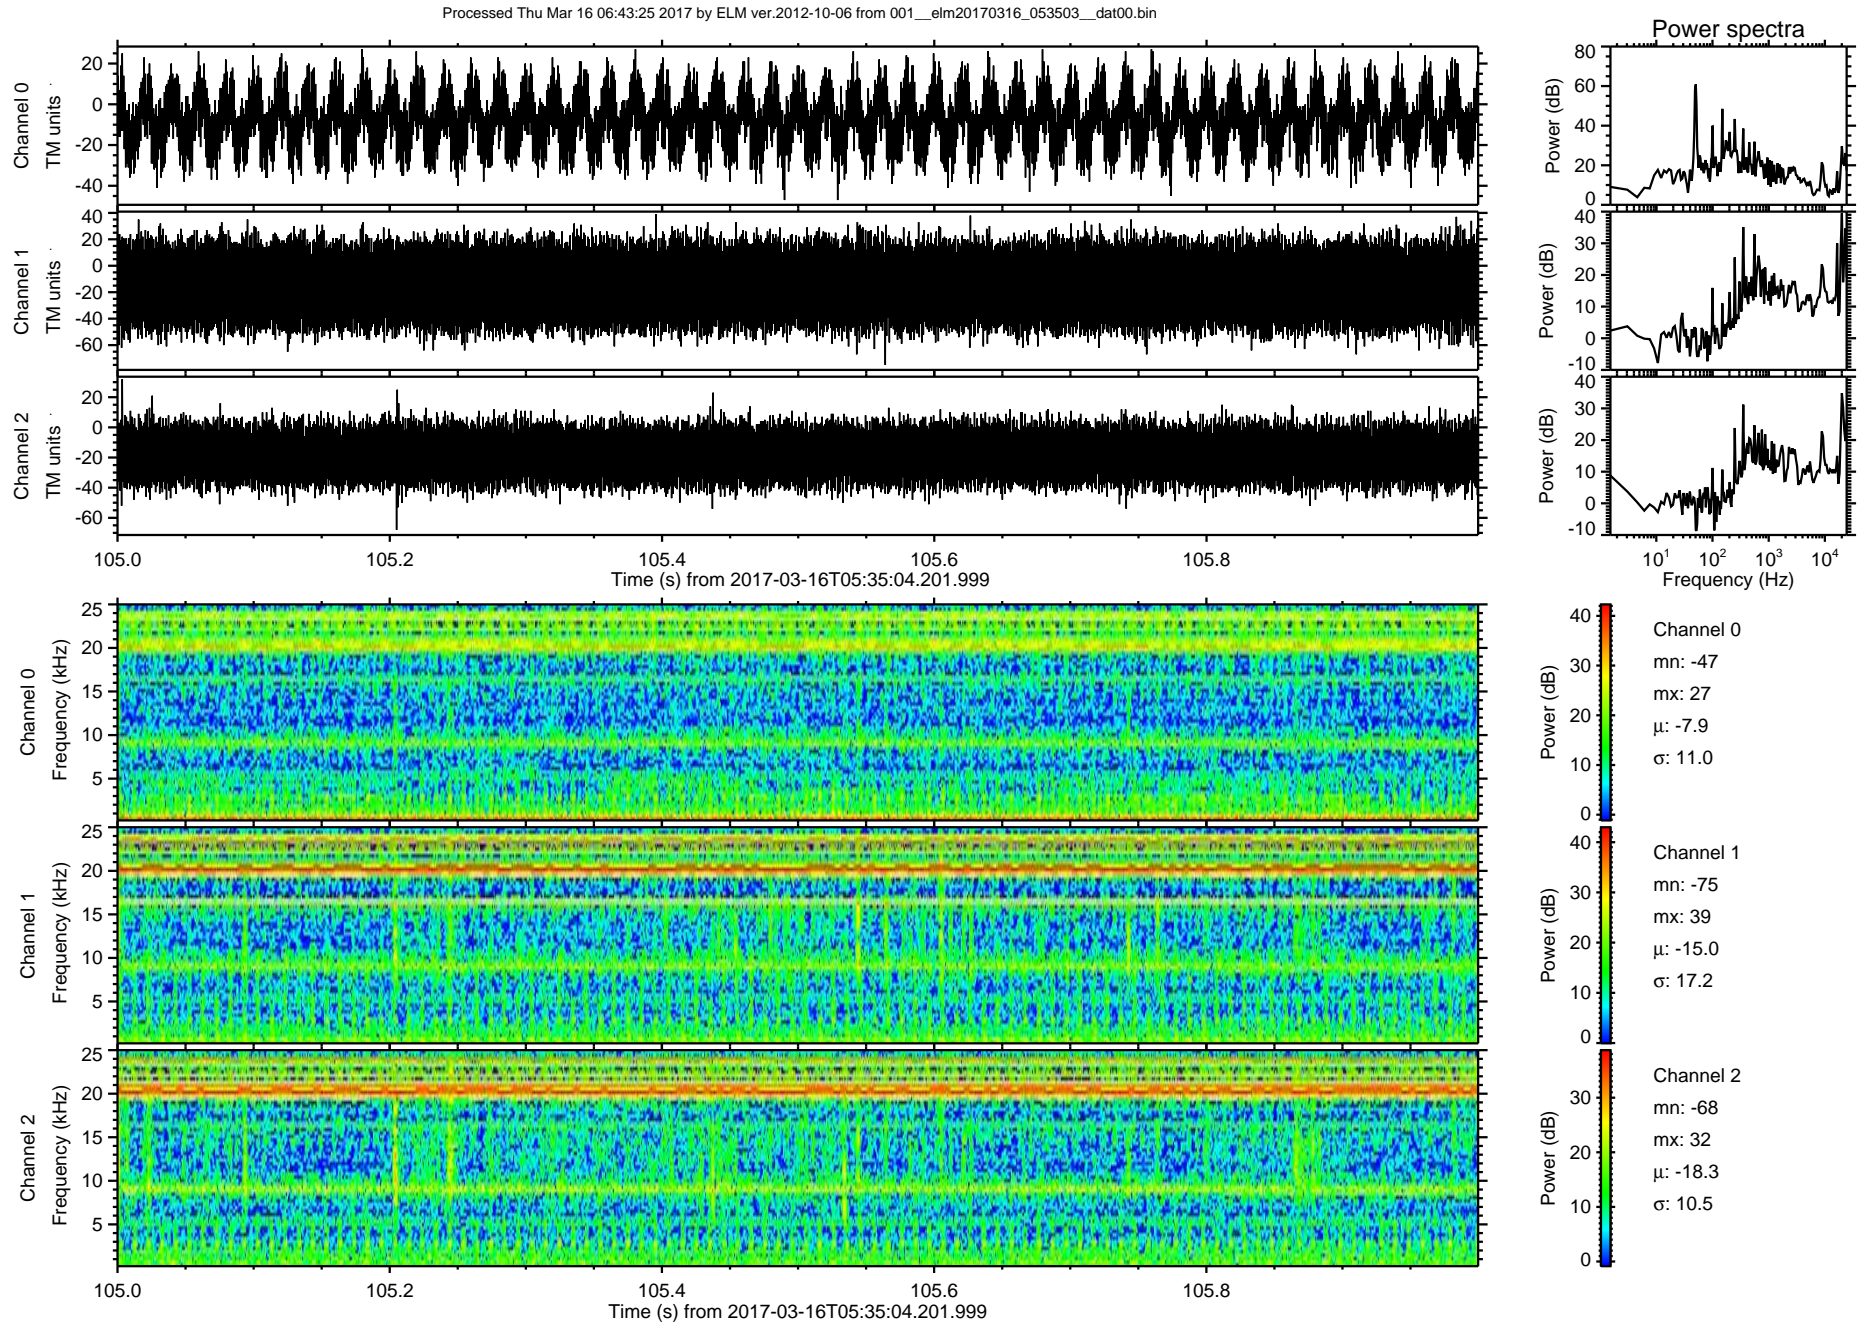 Processed Thu Mar 16 06:43:25 2017 by ELM ver.2012-10-06 from 001__elm20170316_053503__dat00.bin
Power spectra
Channel 0
TM units
20
0
-20
-40
Power (dB)
80
60
40
20
0
Channel 1
TM units
40
20
0
-20
-40
-60
Power (dB)
40
30
20
10
0
-10
Channel 2
TM units
20
0
-20
-40
-60
Power (dB)
40
30
20
10
0
-10
105.0 105.2 105.4 105.6 105.8
Time (s) from 2017-03-16T05:35:04.201.999
10¹ 10² 10³ 10⁴
Frequency (Hz)
Channel 0
Frequency (kHz)
25
20
15
10
5
Power (dB)
40
30
20
10
0
Channel 0
mn: -47
mx: 27
µ: -7.9
σ: 11.0
Channel 1
Frequency (kHz)
25
20
15
10
5
Power (dB)
40
30
20
10
0
Channel 1
mn: -75
mx: 39
µ: -15.0
σ: 17.2
Channel 2
Frequency (kHz)
25
20
15
10
5
Power (dB)
30
20
10
0
Channel 2
mn: -68
mx: 32
µ: -18.3
σ: 10.5
105.0 105.2 105.4 105.6 105.8
Time (s) from 2017-03-16T05:35:04.201.999